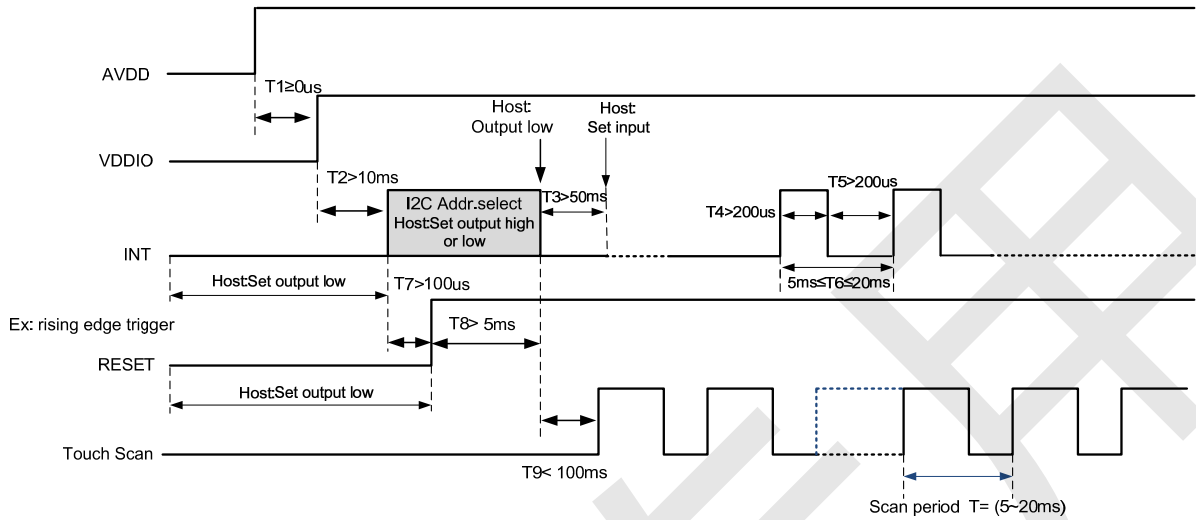 AVDD
T1≥0us
VDDIO
Host:
Output low
Host:
Set input
T2>10ms
I2C Addr.select
Host:Set output high
or low
T3>50ms
T4>200us
T5>200us
INT
5ms≤T6≤20ms
Host:Set output low
T7>100us
Ex: rising edge trigger
T8> 5ms
RESET
Host:Set output low
Touch Scan
T9< 100ms
Scan period T= (5~20ms)